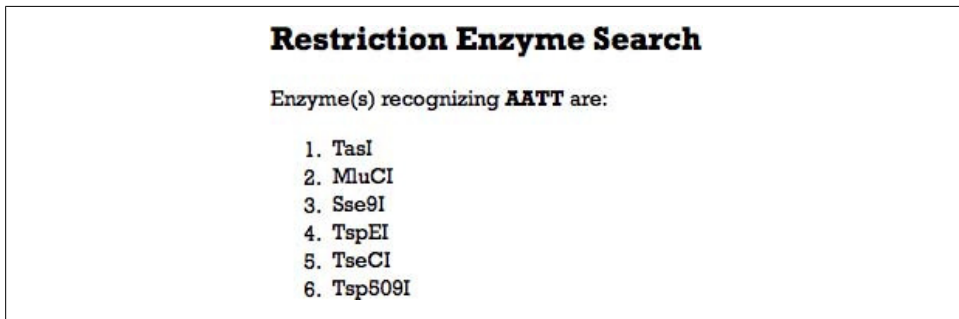 Restriction Enzyme Search
Enzyme(s) recognizing AATT are:
1. TasI
2. MluCI
3. Sse9I
4. TspEI
5. TseCI
6. Tsp509I